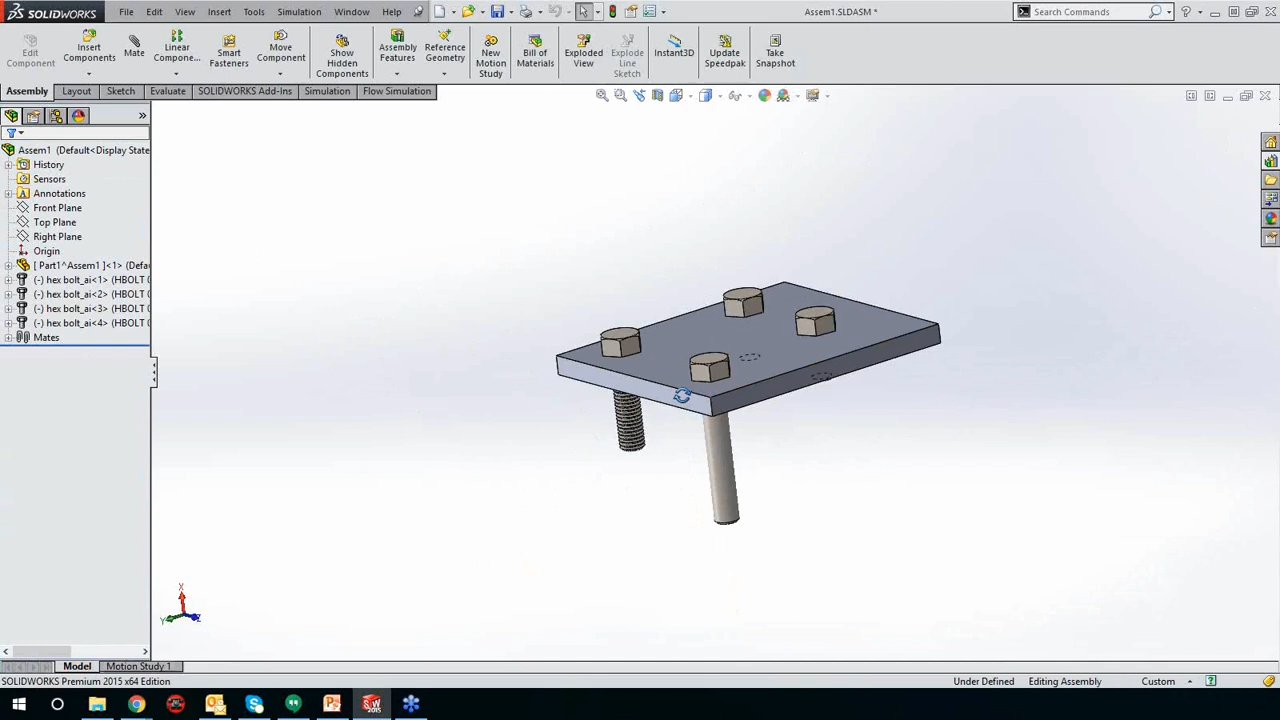 SOLIDWORKS File Edit View Insert Tools Simulation Window Help Assem1.SLDASM * Search Commands
Edit Component
Insert Components
Mate
Linear Compone...
Smart Fasteners
Move Component
Show Hidden Components
Assembly Features
Reference Geometry
New Motion Study
Bill of Materials
Exploded View
Explode Line Sketch
Instant3D
Update Speedpak
Take Snapshot
Assembly Layout Sketch Evaluate SOLIDWORKS Add-Ins Simulation Flow Simulation
Assem1 (Default<Display State
History
Sensors
Annotations
Front Plane
Top Plane
Right Plane
Origin
[ Part1^Assem1 ]<1> (Defau
(-) hex bolt_ai<1> (HBOLT 0
(-) hex bolt_ai<2> (HBOLT 0
(-) hex bolt_ai<3> (HBOLT 0
(-) hex bolt_ai<4> (HBOLT 0
Mates
X
Y Z
Model Motion Study 1
SOLIDWORKS Premium 2015 x64 Edition Under Defined Editing Assembly Custom